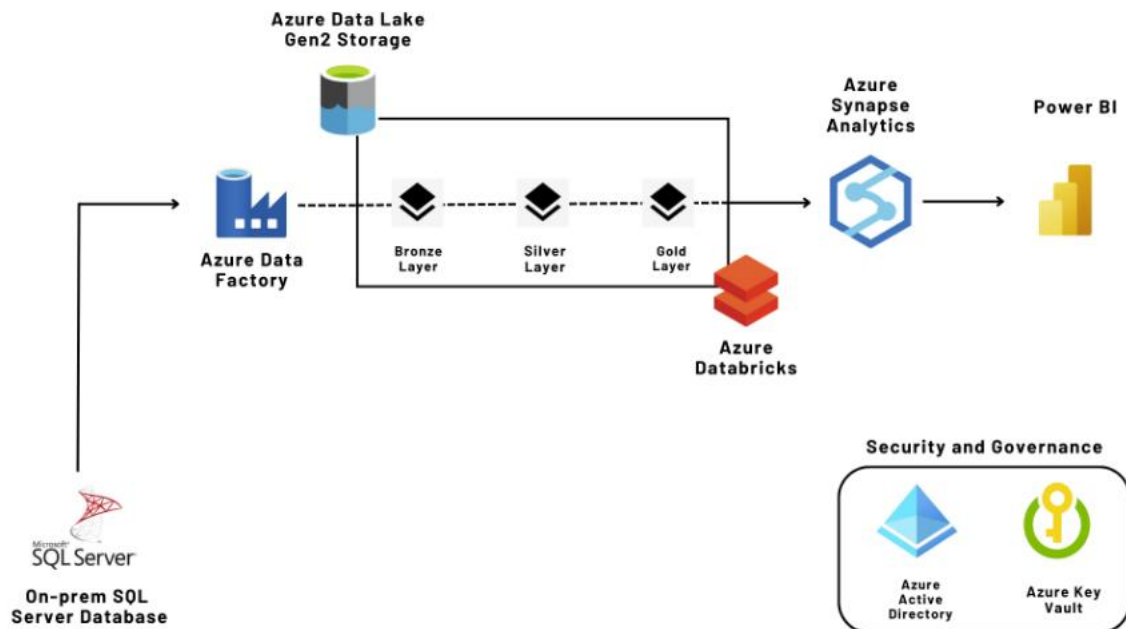 Azure Data Lake
Gen2 Storage
Azure
Synapse
Analytics
Power BI
Azure Data
Factory
Bronze
Layer
Silver
Layer
Gold
Layer
Azure
Databricks
Security and Governance
Azure
Active
Directory
Azure Key
Vault
Microsoft
SQL Server
On-prem SQL
Server Database